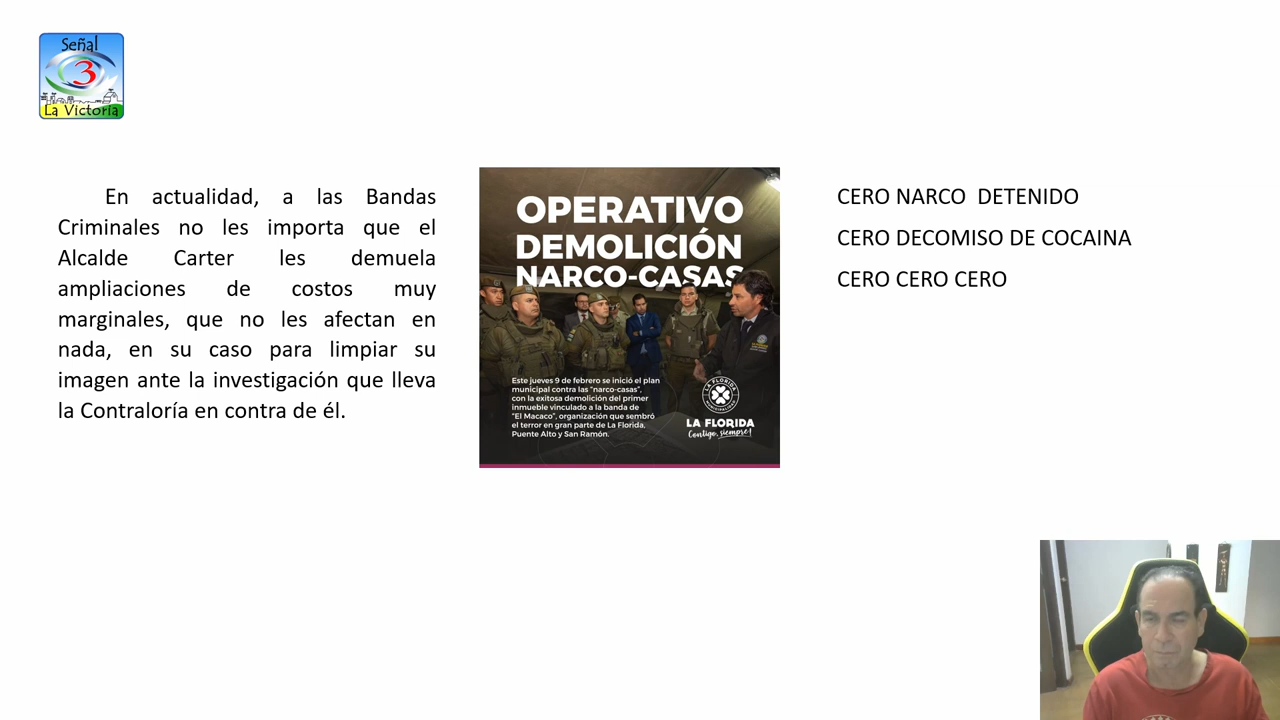 Señal
3
La Victoria
En actualidad, a las Bandas
Criminales no les importa que el
Alcalde Carter les demuela
ampliaciones de costos muy
marginales, que no les afectan en
nada, en su caso para limpiar su
imagen ante la investigación que lleva
la Contraloría en contra de él.
OPERATIVO
DEMOLICIÓN
NARCO-CASAS
Este jueves 9 de febrero se inició el plan
municipal contra las "narco-casas",
con la exitosa demolición del primer
inmueble vinculado a la banda de
"El Macaco", organización que sembró
el terror en gran parte de La Florida,
Puente Alto y San Ramón.
LA FLORIDA
MUNICIPALIDAD
LA FLORIDA
Contigo, siempre!
CERO NARCO  DETENIDO
CERO DECOMISO DE COCAINA
CERO CERO CERO